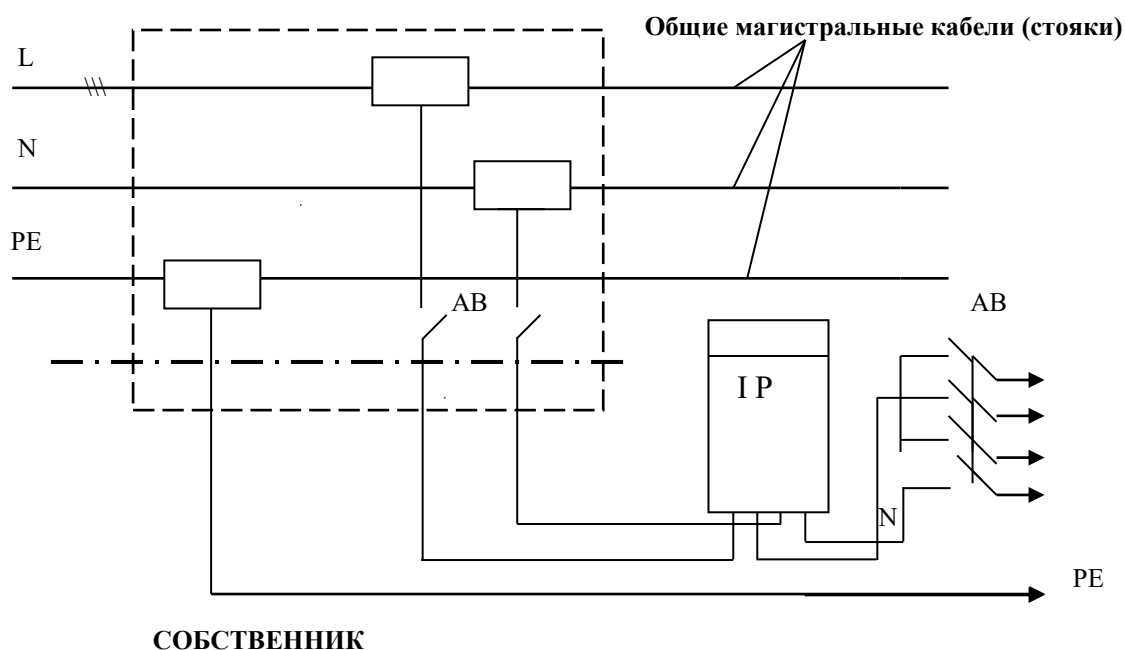 Общие магистральные кабели (стояки)
L
N
PE
АВ
АВ
I P
N
PE
СОБСТВЕННИК